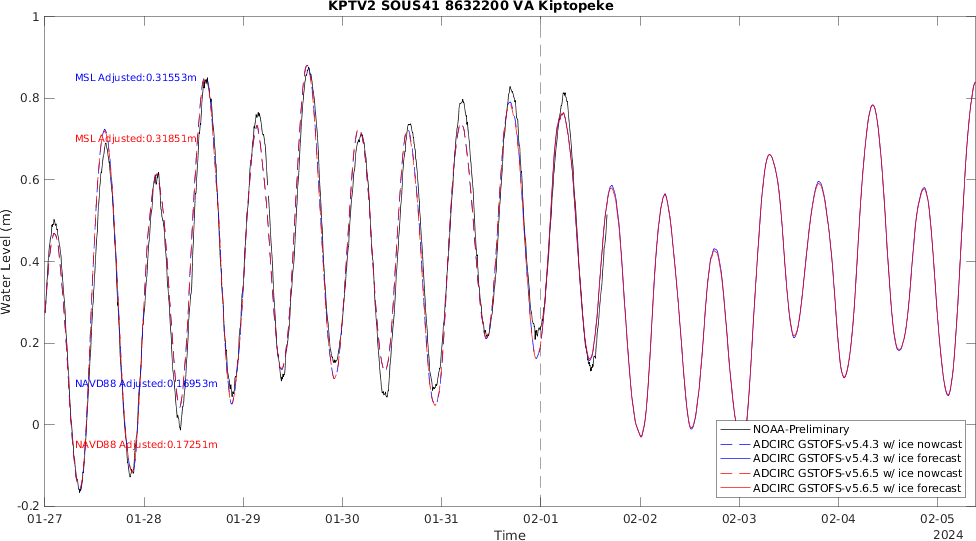 KPTV2 SOUS41 8632200 VA Kiptopeke
Water Level (m)
1
0.8
0.6
0.4
0.2
0
-0.2
MSL Adjusted:0.31553m
MSL Adjusted:0.31851m
NAVD88 Adjusted:0.16953m
NAVD88 Adjusted:0.17251m
NOAA-Preliminary
ADCIRC GSTOFS-v5.4.3 w/ ice nowcast
ADCIRC GSTOFS-v5.4.3 w/ ice forecast
ADCIRC GSTOFS-v5.6.5 w/ ice nowcast
ADCIRC GSTOFS-v5.6.5 w/ ice forecast
01-27 01-28 01-29 01-30 01-31 02-01 02-02 02-03 02-04 02-05
Time
2024